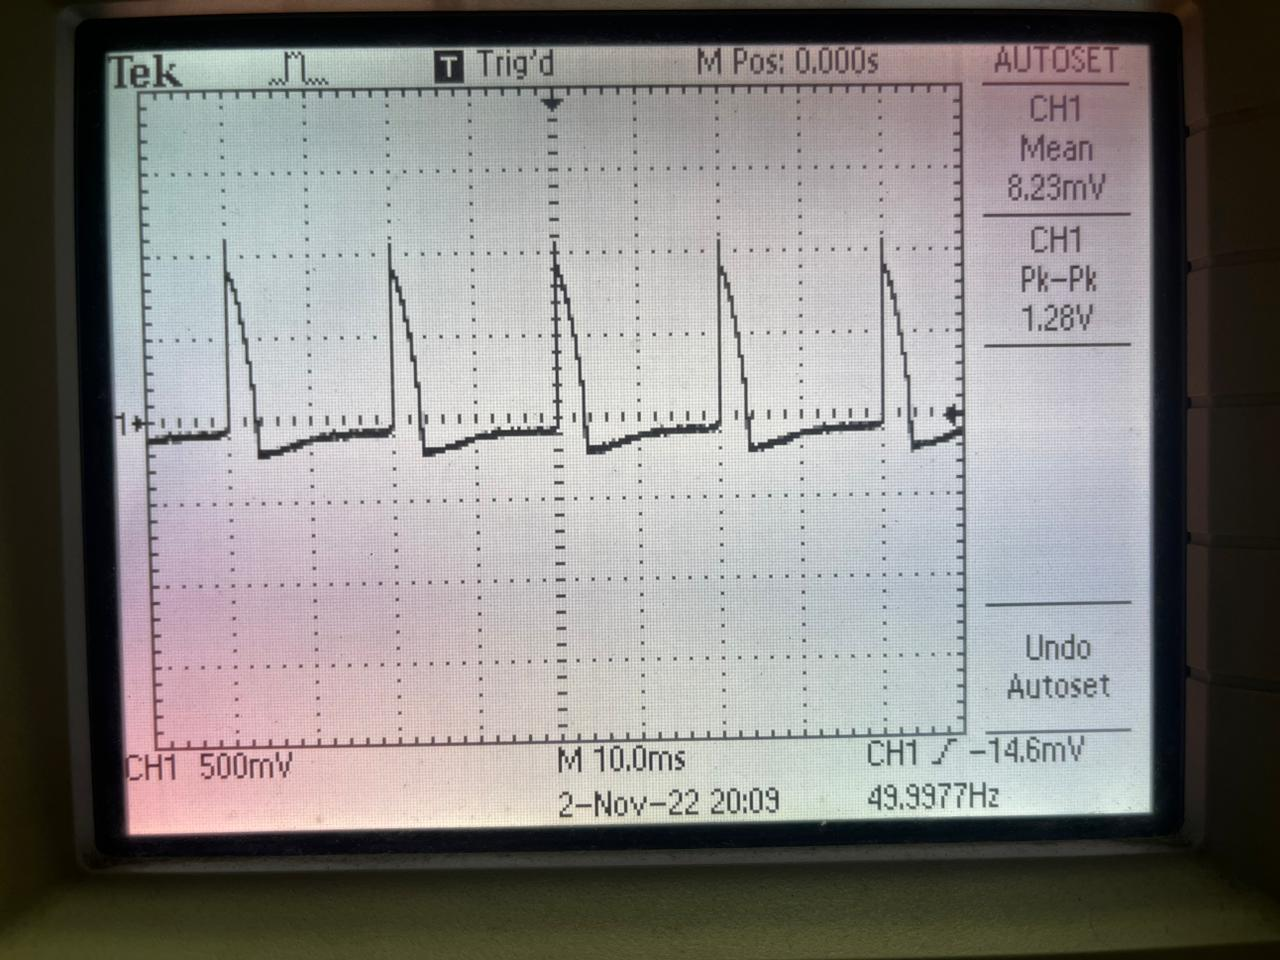 Tek T Trig'd M Pos: 0.000s AUTOSET
CH1
Mean
8.23mV
CH1
Pk-Pk
1.28V
1
Undo
Autoset
CH1 500mV M 10.0ms CH1 -14.6mV
2-Nov-22 20:09 49.9977Hz